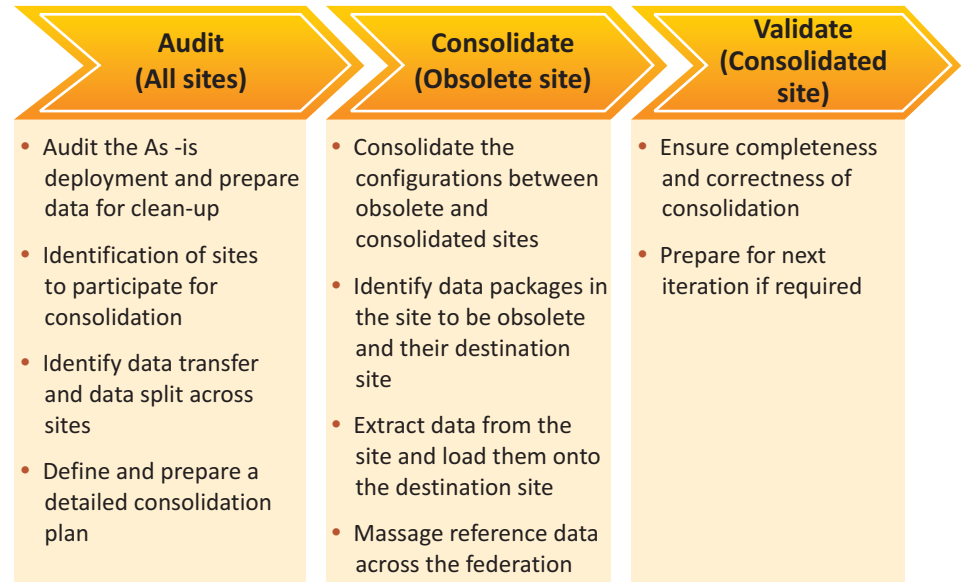 Audit
(All sites)
• Audit the As -is
deployment and prepare
data for clean-up
• Identification of sites
to participate for
consolidation
• Identify data transfer
and data split across
sites
• Define and prepare a
detailed consolidation
plan
Consolidate
(Obsolete site)
• Consolidate the
configurations between
obsolete and
consolidated sites
• Identify data packages in
the site to be obsolete
and their destination
site
• Extract data from the
site and load them onto
the destination site
• Massage reference data
across the federation
Validate
(Consolidated
site)
• Ensure completeness
and correctness of
consolidation
• Prepare for next
iteration if required